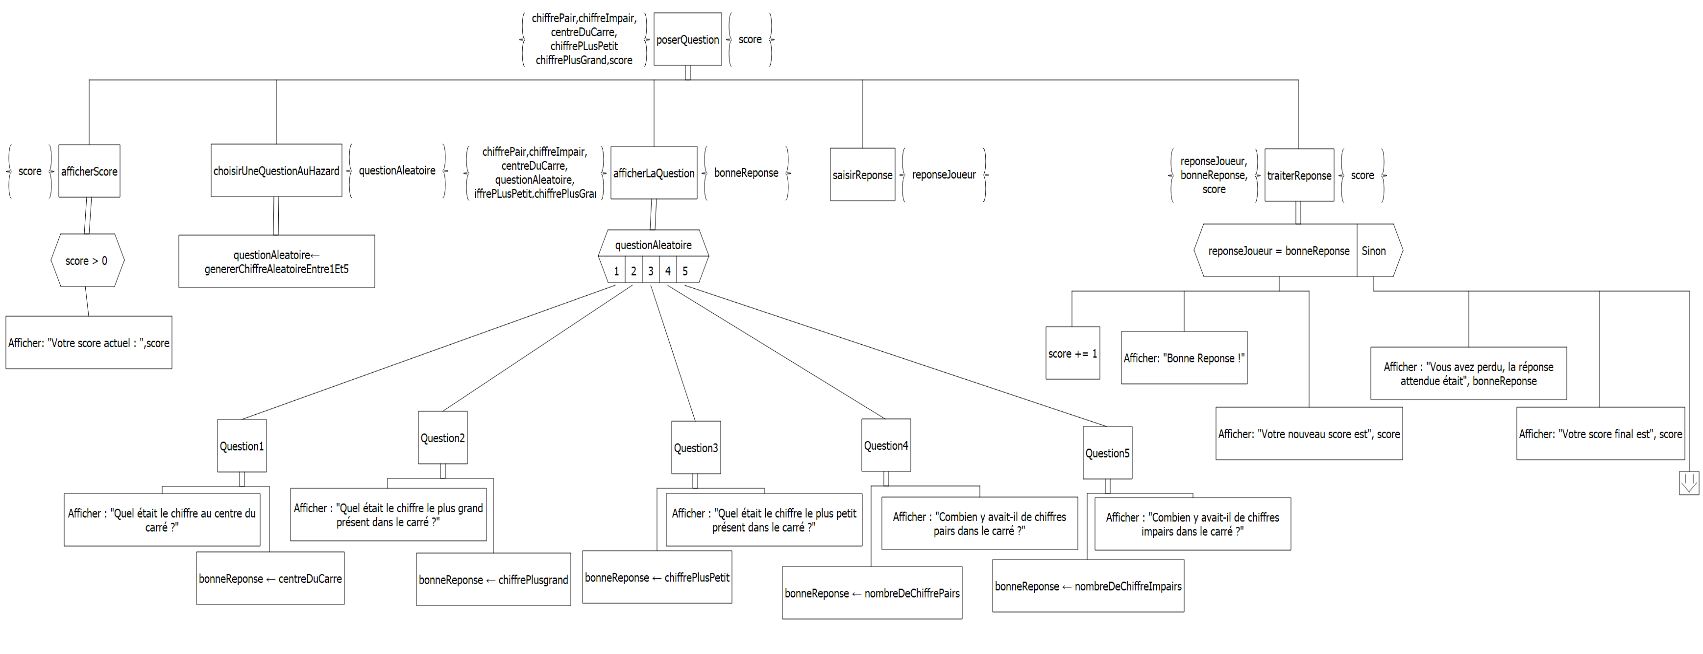 chiffrePair,chiffreImpair,
centreDuCarre,
chiffrePLusPetit
chiffrePlusGrand,score
poserQuestion
score
score
afficherScore
choisirUneQuestionAuHazard
questionAleatoire
chiffrePair,chiffreImpair,
centreDuCarre,
questionAleatoire,
iffrePlusPetit.chiffrePlusGrai
afficherLaQuestion
bonneReponse
saisirReponse
reponseJoueur
reponseJoueur,
bonneReponse,
score
traiterReponse
score
score > 0
questionAleatoire←
genererChiffreAleatoireEntre1Et5
questionAleatoire
1 2 3 4 5
reponseJoueur = bonneReponse
Sinon
Afficher: "Votre score actuel : ",score
score += 1
Afficher: "Bonne Reponse !"
Afficher : "Vous avez perdu, la réponse
attendue était", bonneReponse
Afficher: "Votre nouveau score est", score
Afficher: "Votre score final est", score
Question1
Question2
Question3
Question4
Question5
Afficher : "Quel était le chiffre au centre du
carré ?"
Afficher : "Quel était le chiffre le plus grand
présent dans le carré ?"
Afficher : "Quel était le chiffre le plus petit
présent dans le carré ?"
Afficher : "Combien y avait-il de chiffres
pairs dans le carré ?"
Afficher : "Combien y avait-il de chiffres
impairs dans le carré ?"
bonneReponse ← centreDuCarre
bonneReponse ← chiffrePlusgrand
bonneReponse ← chiffrePlusPetit
bonneReponse ← nombreDeChiffrePairs
bonneReponse ← nombreDeChiffreImpairs